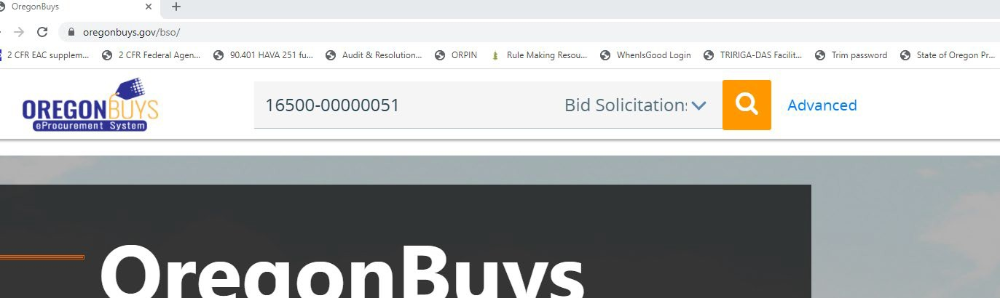 OregonBuys
oregonbuys.gov/bso/
2 CFR EAC supplem... 2 CFR Federal Agen... 90.401 HAVA 251 fu... Audit & Resolution... ORPIN Rule Making Resou... WhenIsGood Login TRIRIGA-DAS Facilit... Trim password State of Oregon Pr...
OREGONBUYS
eProcurement System
16500-00000051 Bid Solicitations Advanced
OregonBuys